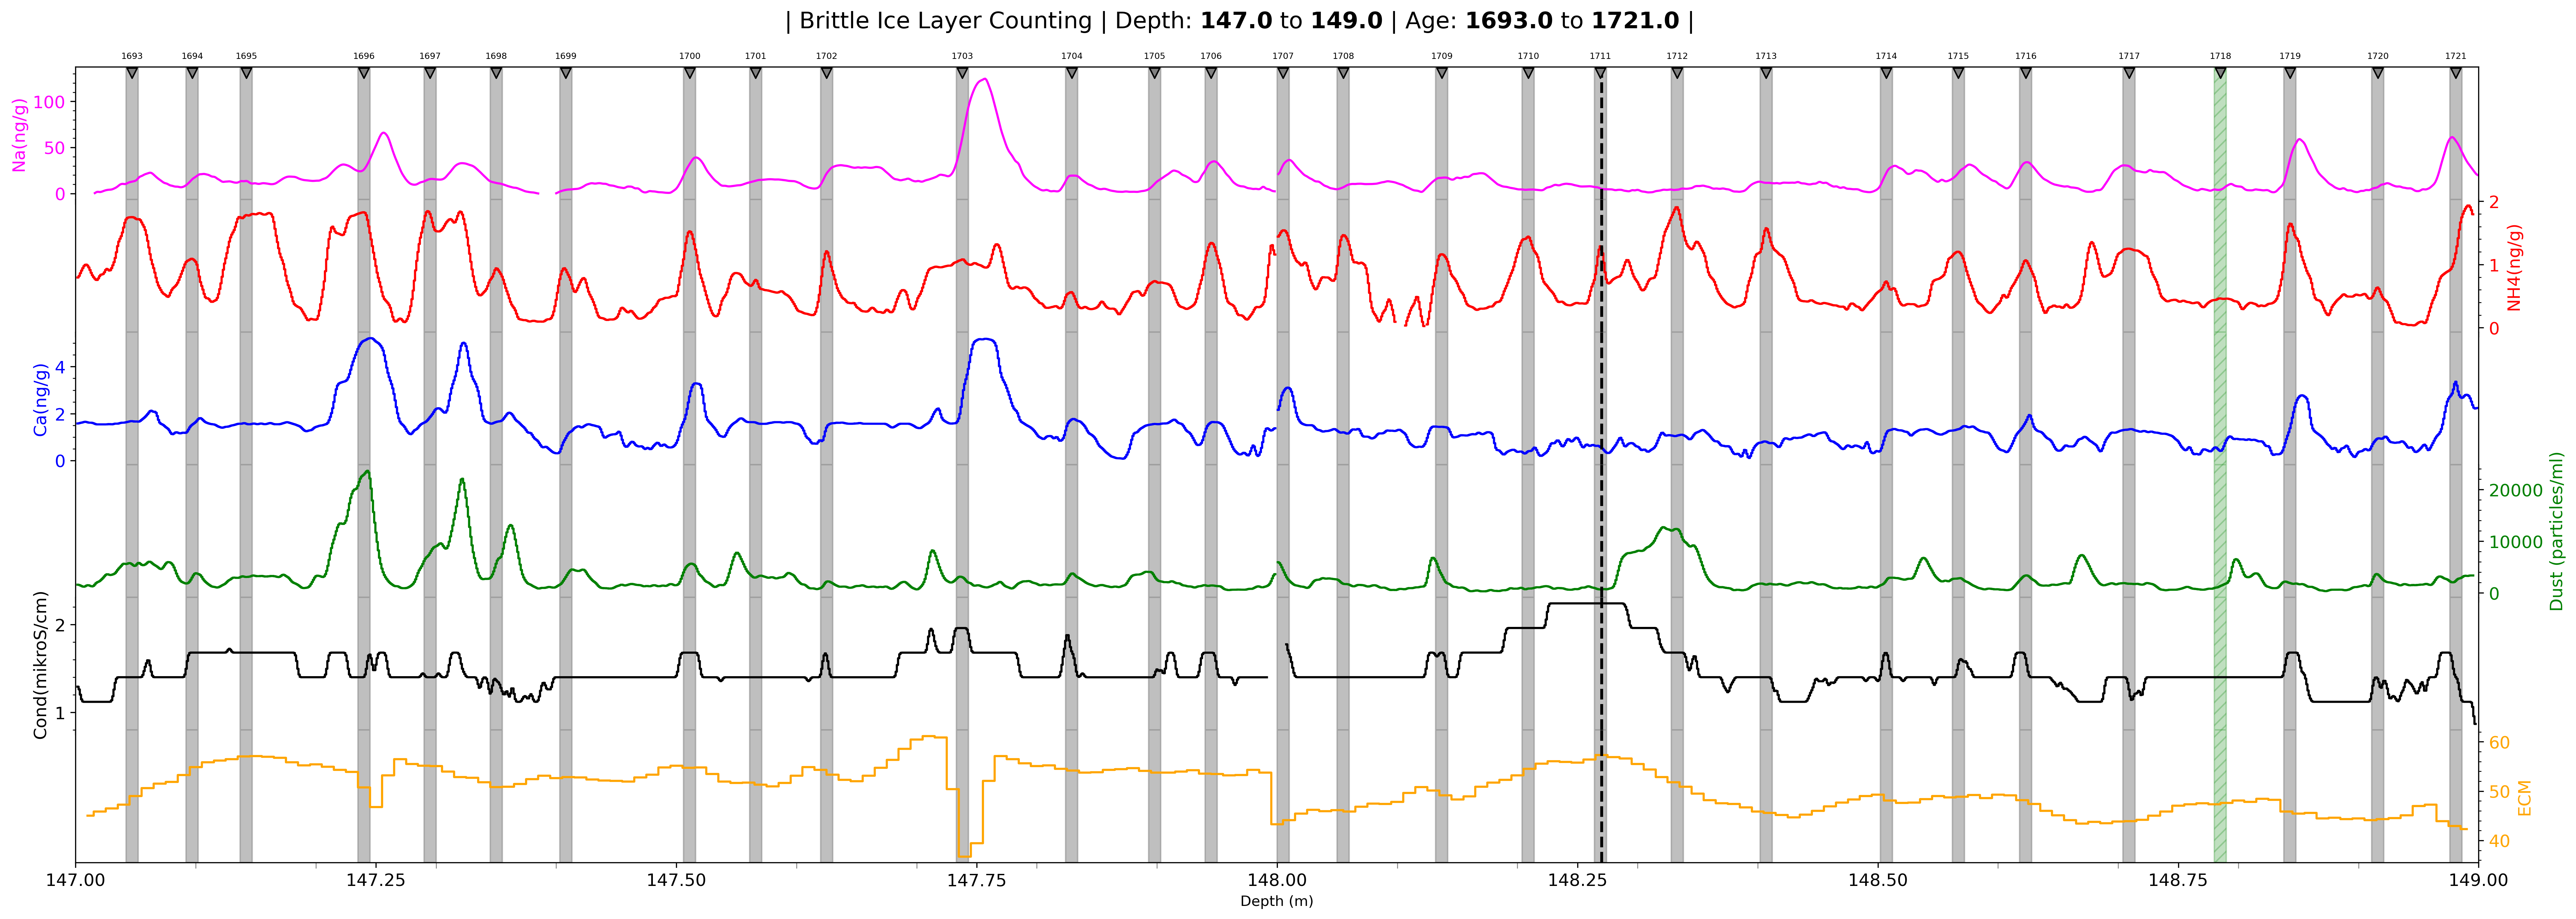 | Brittle Ice Layer Counting | Depth: 147.0 to 149.0 | Age: 1693.0 to 1721.0 |
1693 1694 1695 1696 1697 1698 1699 1700 1701 1702 1703 1704 1705 1706 1707 1708 1709 1710 1711 1712 1713 1714 1715 1716 1717 1718 1719 1720 1721
Na(ng/g)
100
50
0
NH4(ng/g)
2
1
0
Ca(ng/g)
4
2
0
Dust (particles/ml)
20000
10000
0
Cond(mikroS/cm)
2
1
ECM
60
50
40
147.00 147.25 147.50 147.75 148.00 148.25 148.50 148.75 149.00
Depth (m)